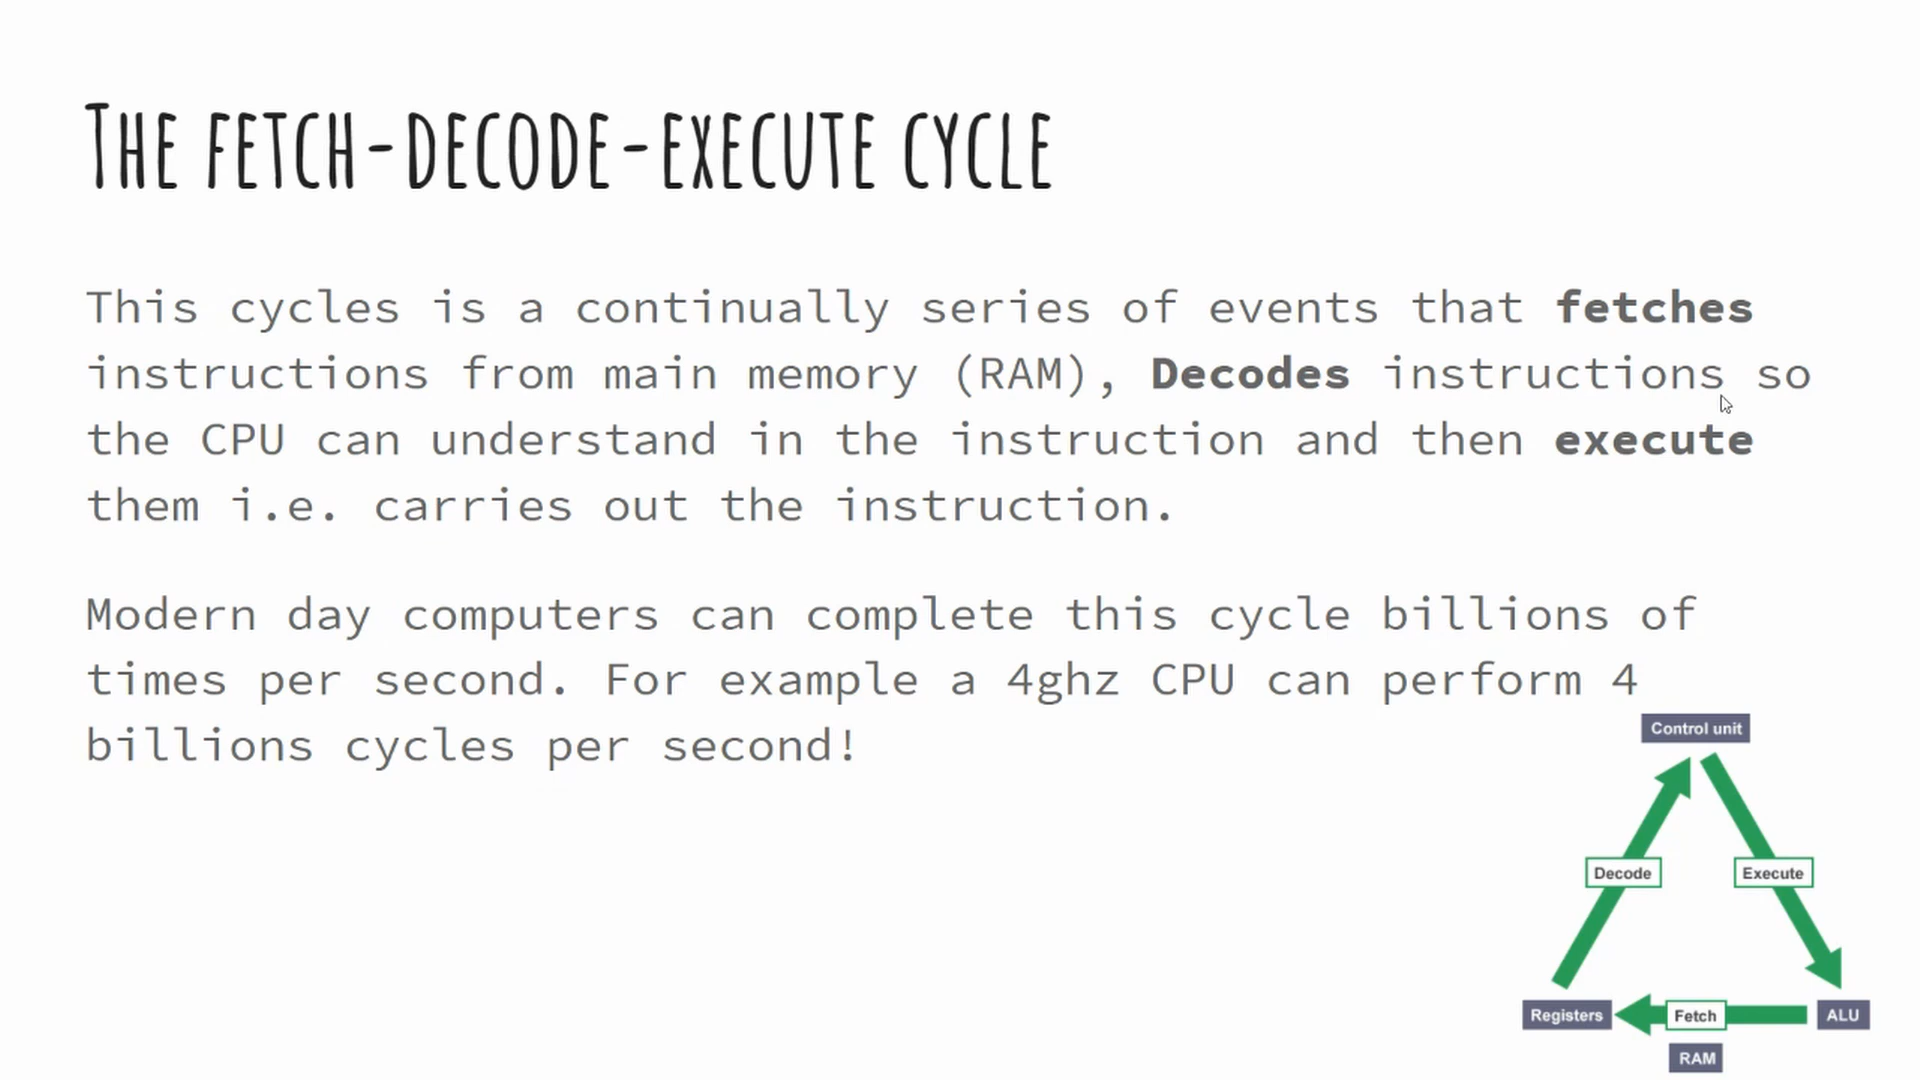 The fetch-decode-execute cycle
This cycles is a continually series of events that fetches
instructions from main memory (RAM), Decodes instructions so
the CPU can understand in the instruction and then execute
them i.e. carries out the instruction.
Modern day computers can complete this cycle billions of
times per second. For example a 4ghz CPU can perform 4
billions cycles per second!
Control unit
Decode
Execute
Registers
Fetch
ALU
RAM